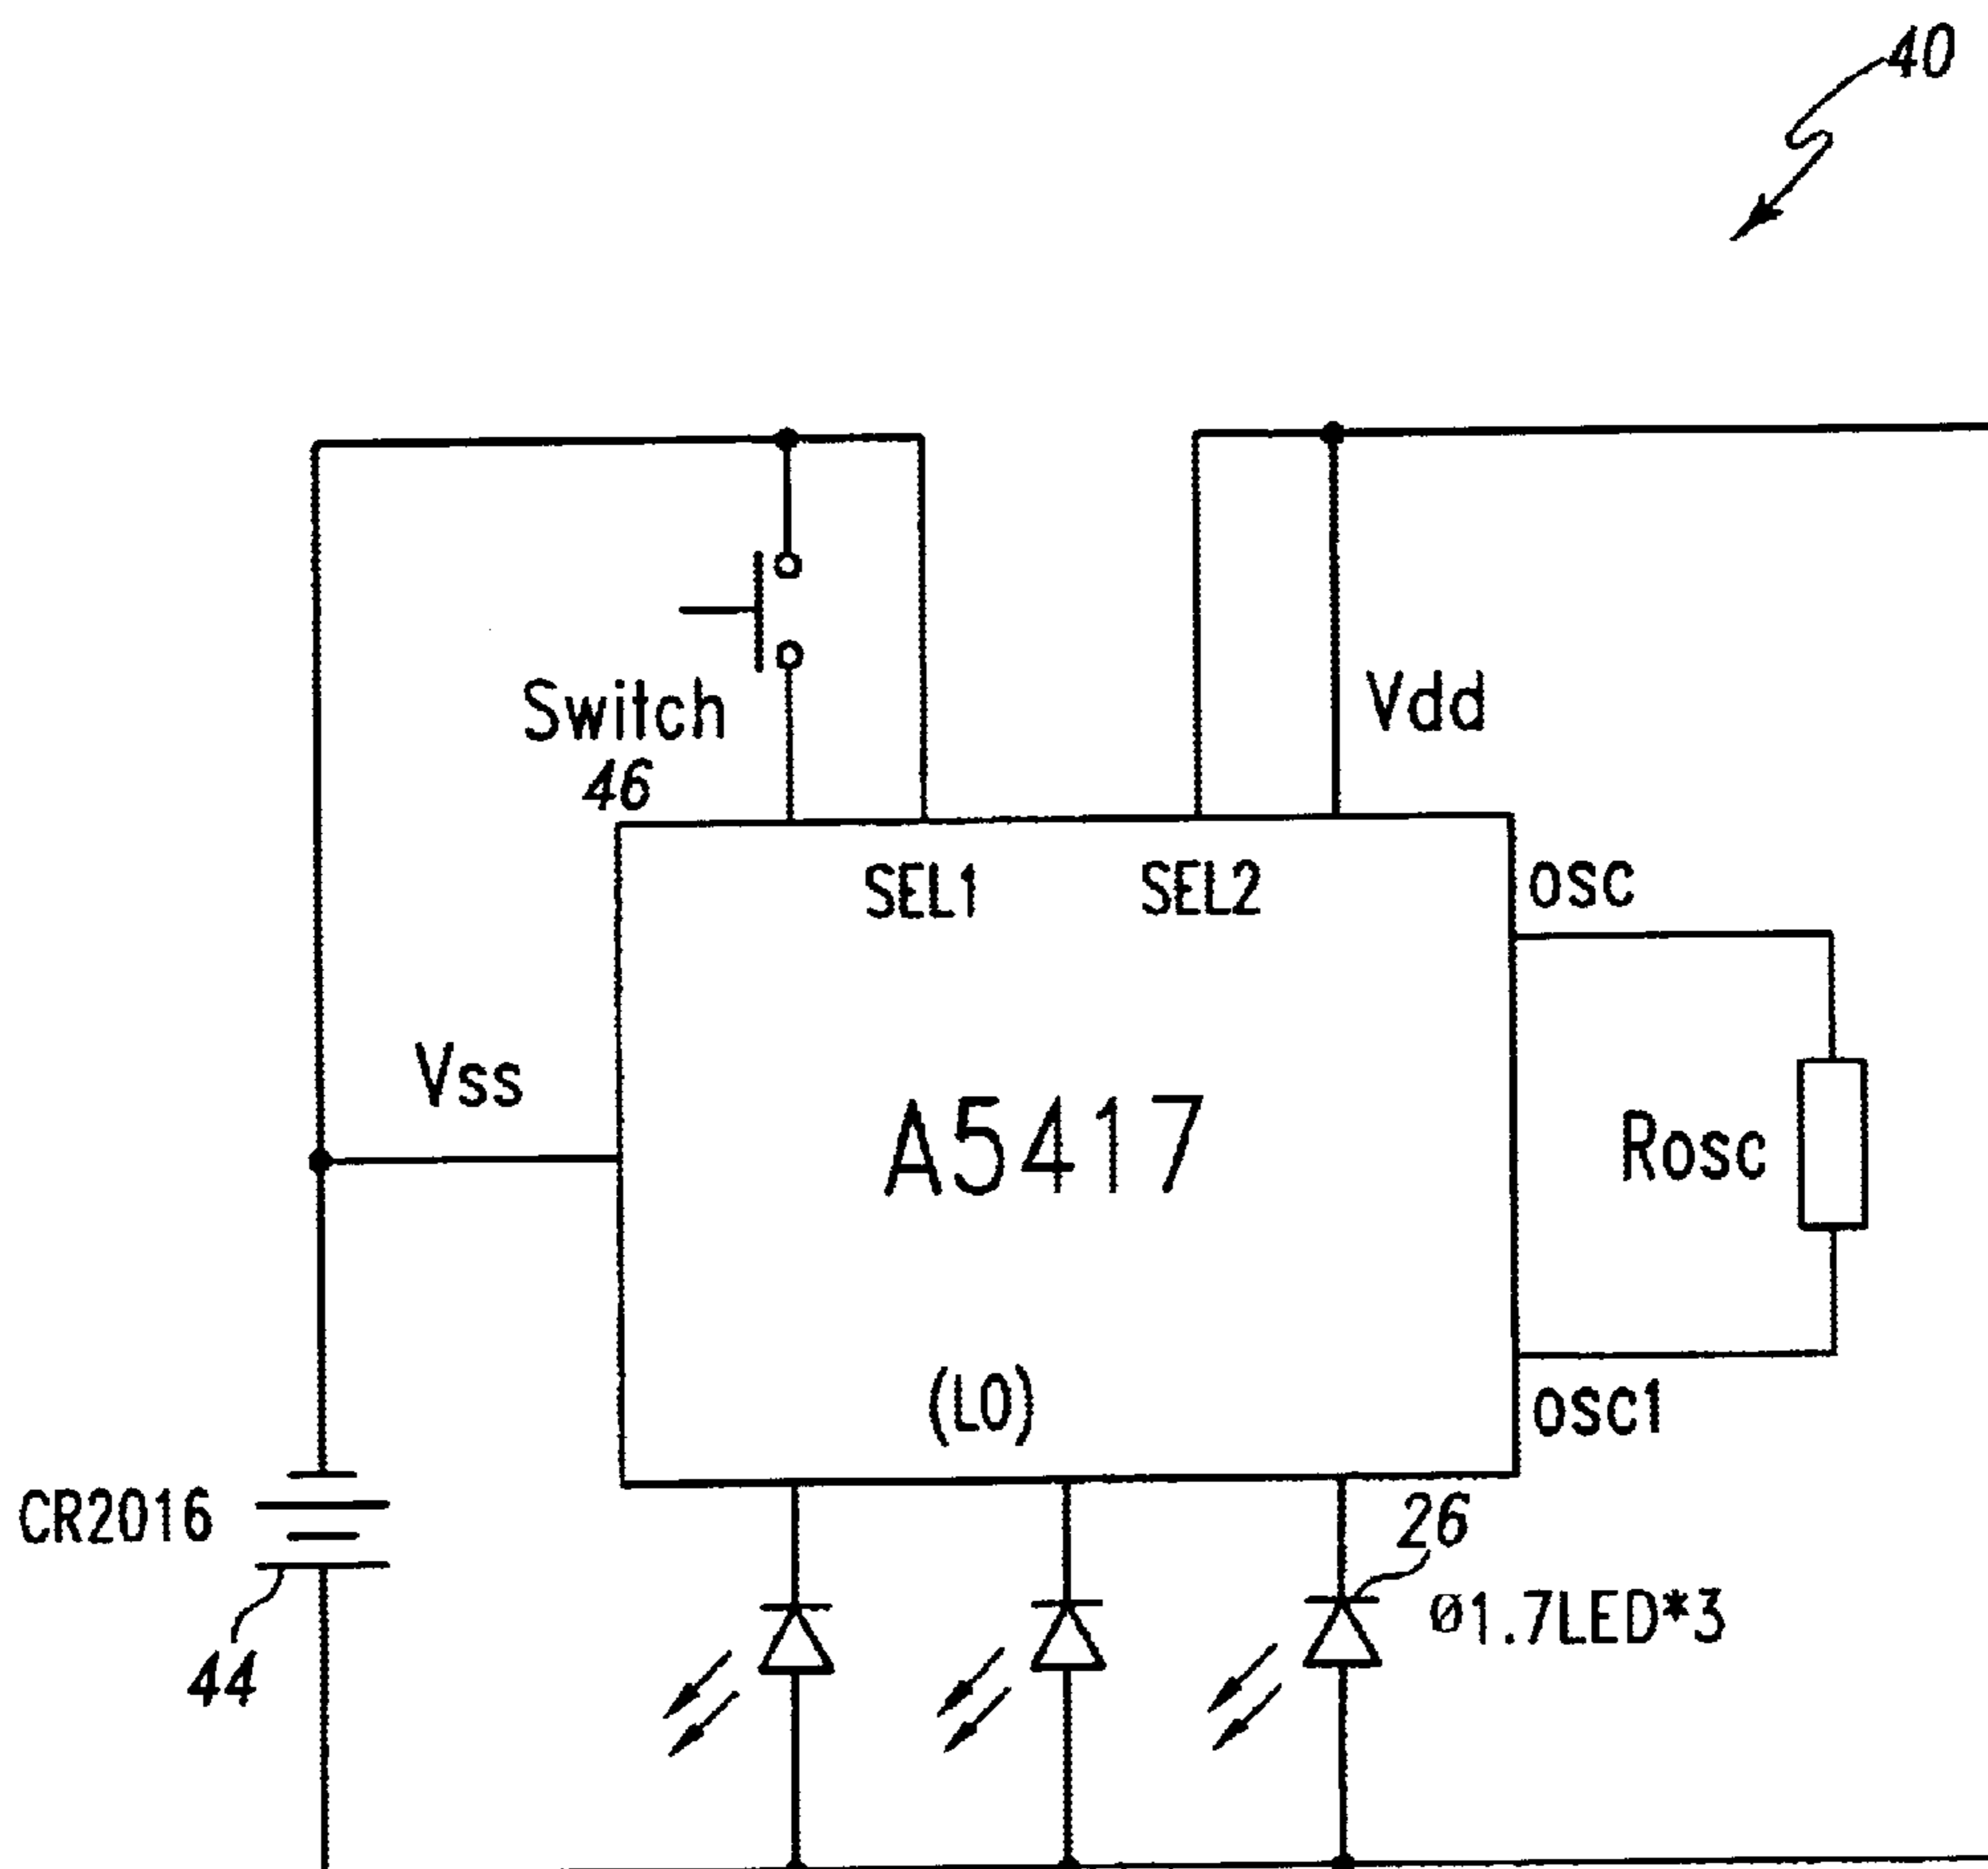 40
Switch
46
Vdd
SEL1
SEL2
osc
Vss
A5417
Rosc
(LO)
osc1
CR2016
26
Ø1.7LED*3
44